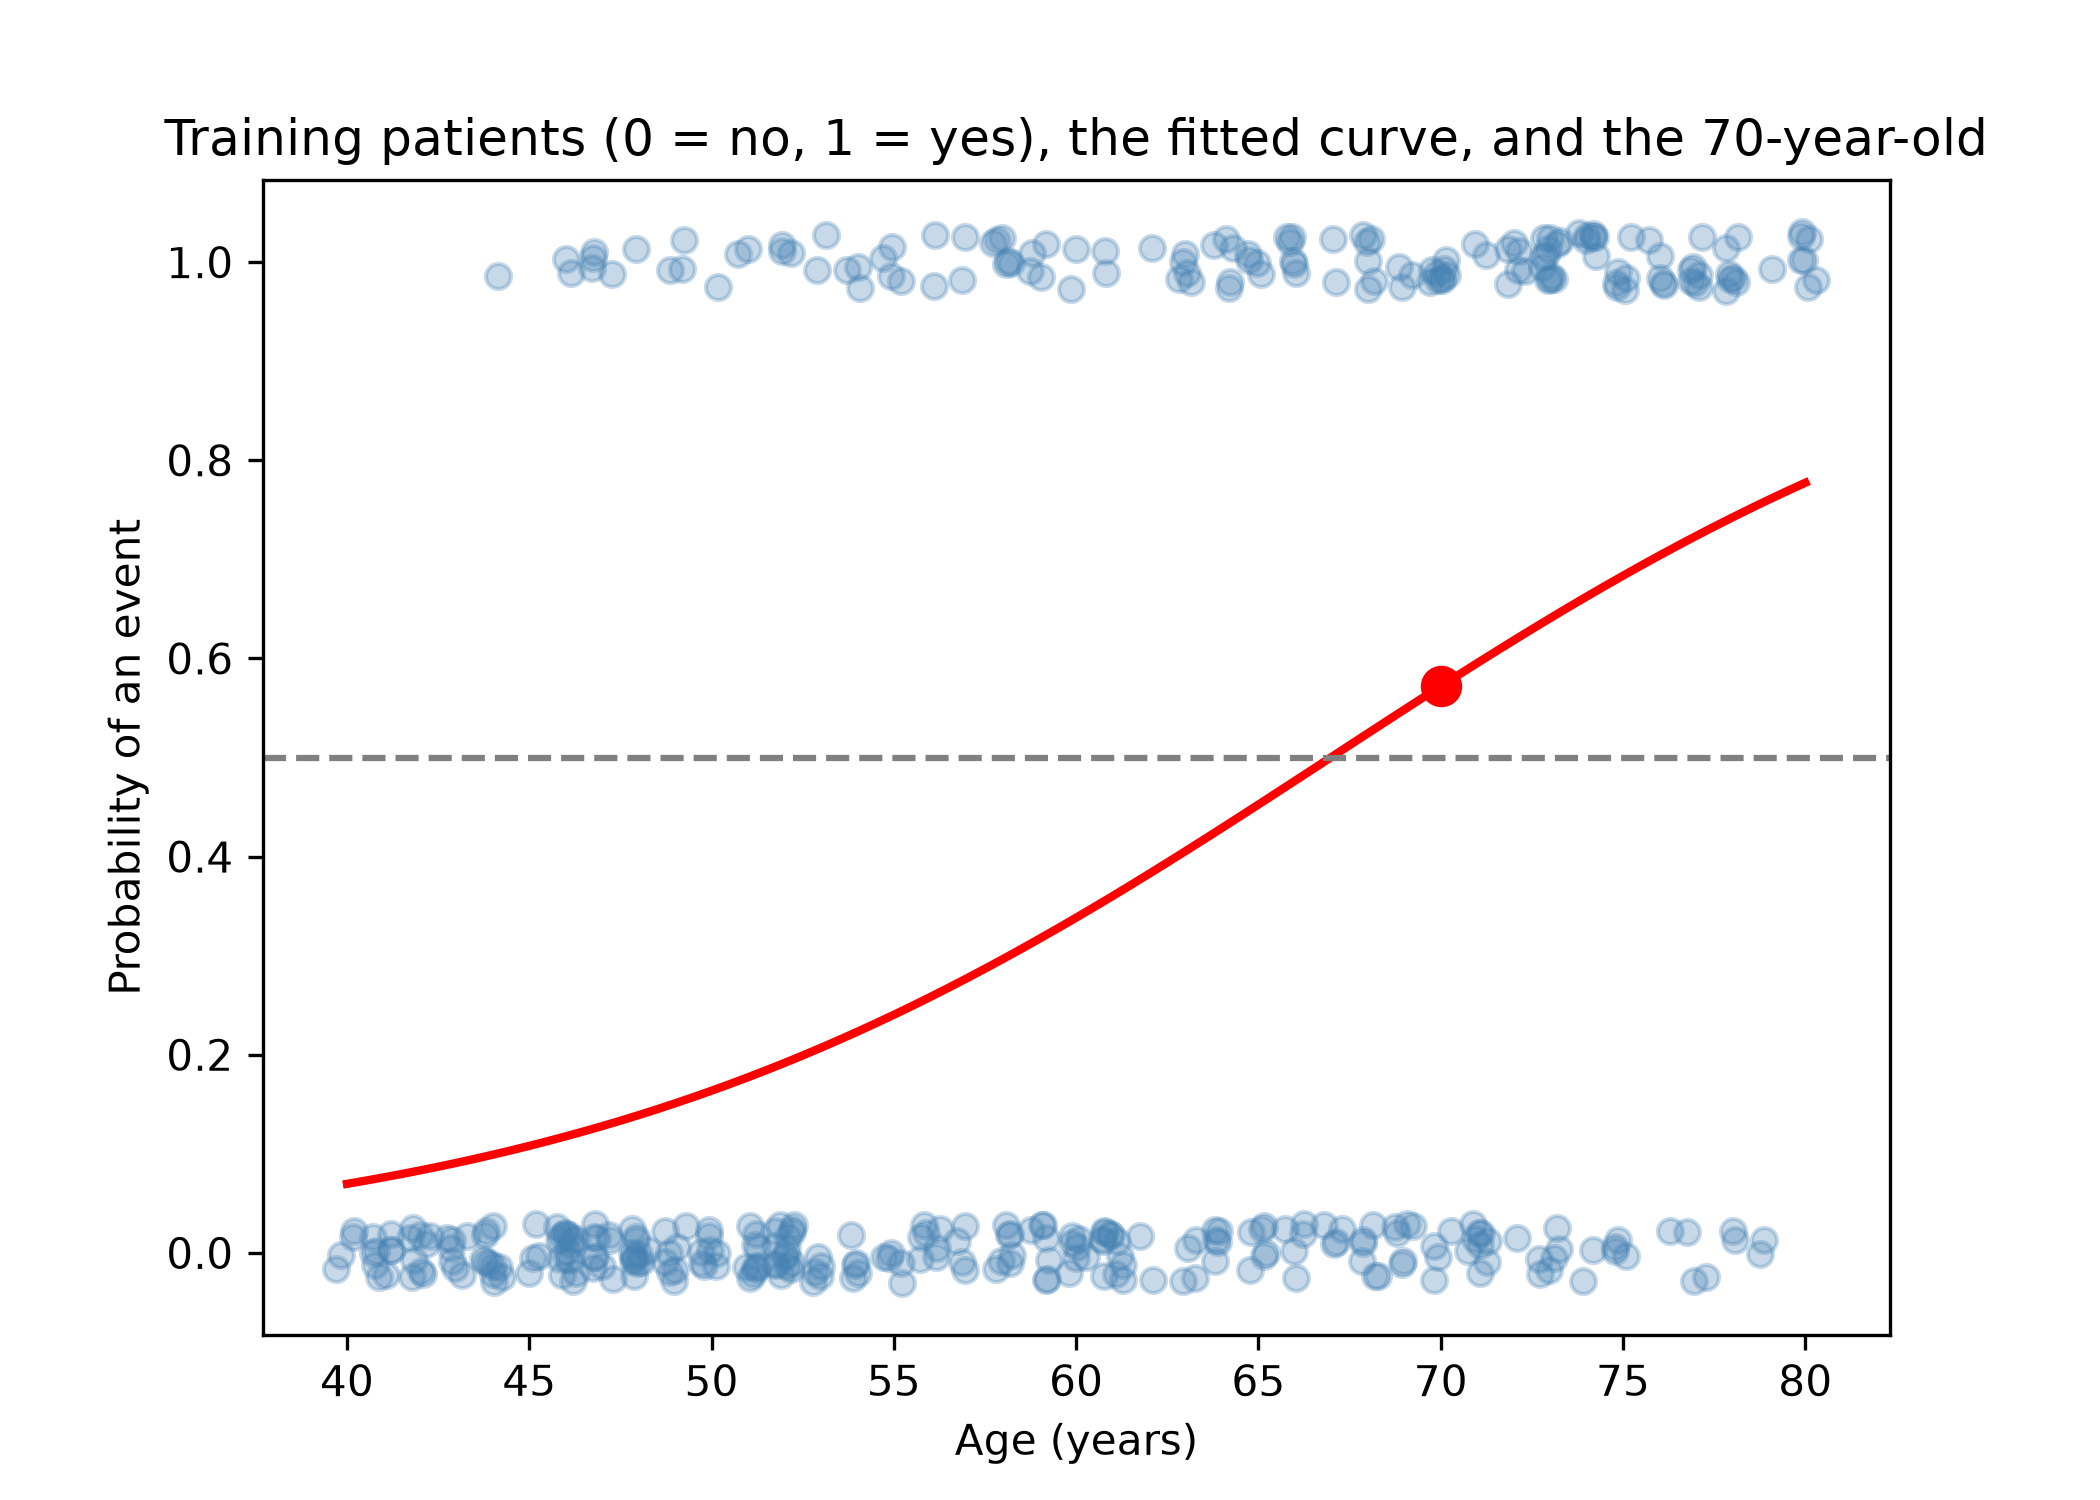 Training patients (0 = no, 1 = yes), the fitted curve, and the 70-year-old
Probability of an event
1.0
0.8
0.6
0.4
0.2
0.0
40 45 50 55 60 65 70 75 80
Age (years)